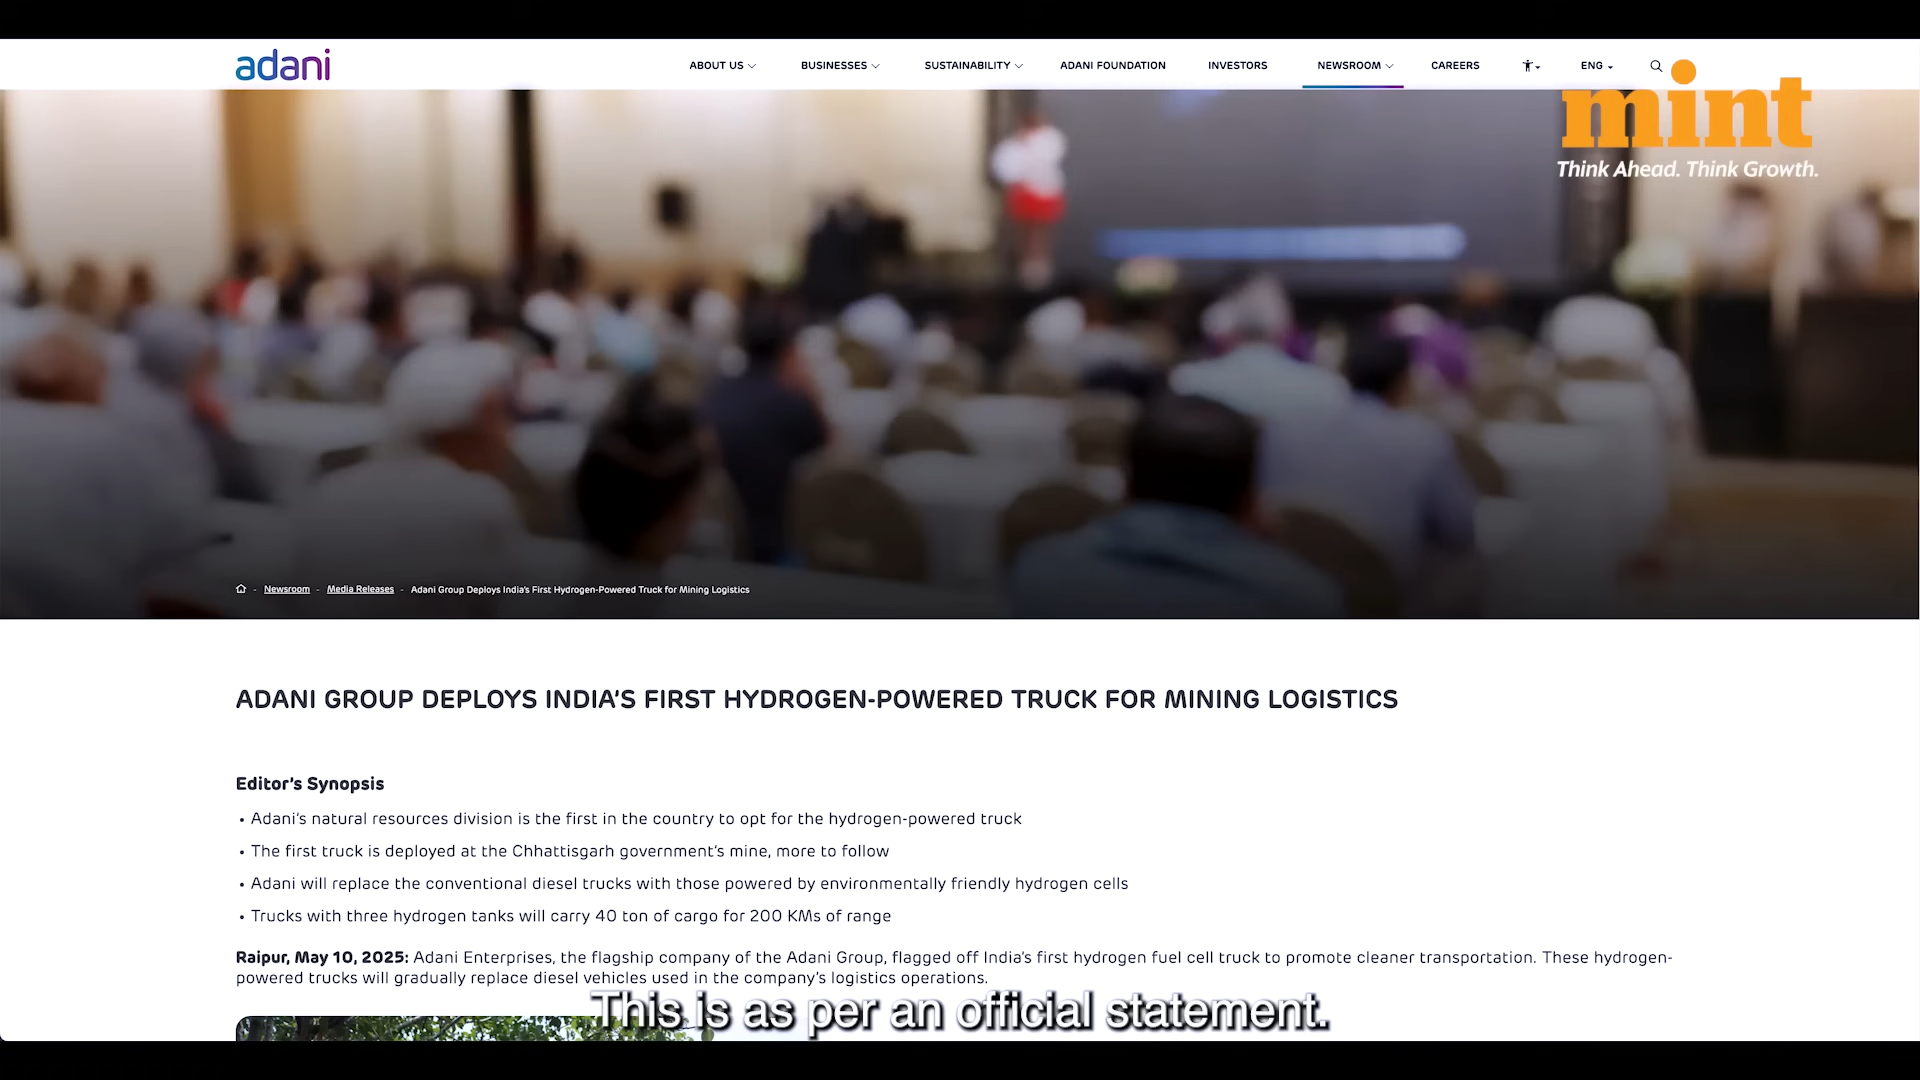 adani
ABOUT US BUSINESSES SUSTAINABILITY ADANI FOUNDATION INVESTORS NEWSROOM CAREERS ENG
mint
Think Ahead. Think Growth.
Newsroom - Media Releases - Adani Group Deploys India's First Hydrogen-Powered Truck for Mining Logistics
ADANI GROUP DEPLOYS INDIA'S FIRST HYDROGEN-POWERED TRUCK FOR MINING LOGISTICS
Editor's Synopsis
• Adani's natural resources division is the first in the country to opt for the hydrogen-powered truck
• The first truck is deployed at the Chhattisgarh government's mine, more to follow
• Adani will replace the conventional diesel trucks with those powered by environmentally friendly hydrogen cells
• Trucks with three hydrogen tanks will carry 40 ton of cargo for 200 KMs of range
Raipur, May 10, 2025: Adani Enterprises, the flagship company of the Adani Group, flagged off India's first hydrogen fuel cell truck to promote cleaner transportation. These hydrogen-
powered trucks will gradually replace diesel vehicles used in the company's logistics operations.
This is as per an official statement.